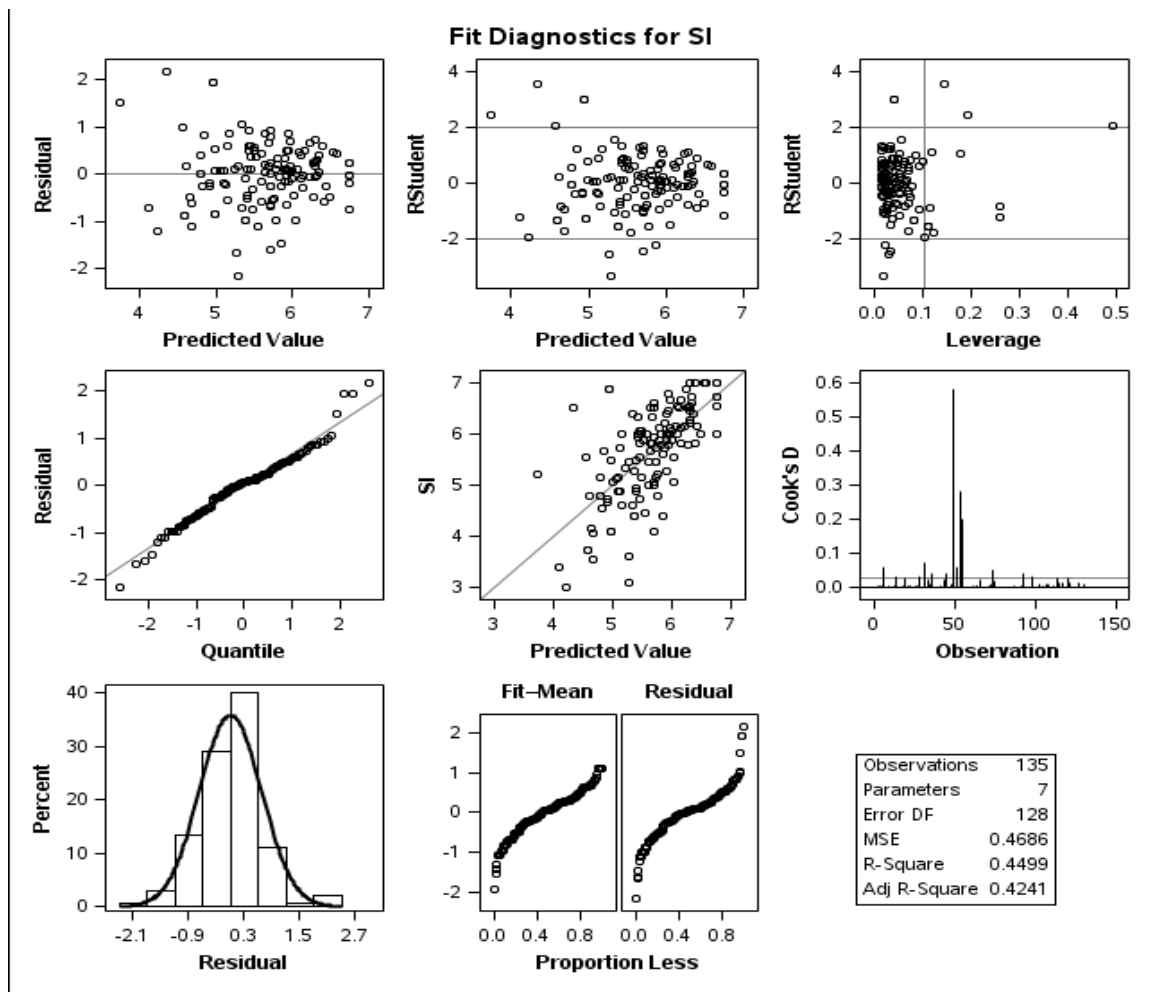 Fit Diagnostics for SI
2
1
0
-1
-2
Residual
4 5 6 7
Predicted Value
4
2
0
-2
RStudent
4 5 6 7
Predicted Value
4
2
0
-2
RStudent
0.0 0.1 0.2 0.3 0.4 0.5
Leverage
2
1
0
-1
-2
Residual
-2 -1 0 1 2
Quantile
7
6
5
4
3
SI
3 4 5 6 7
Predicted Value
0.6
0.5
0.4
0.3
0.2
0.1
0.0
Cook's D
0 50 100 150
Observation
40
30
20
10
0
Percent
-2.1 -0.9 0.3 1.5 2.7
Residual
Fit–Mean Residual
2
1
0
-1
-2
0.0 0.4 0.8 0.0 0.4 0.8
Proportion Less
Observations 135
Parameters 7
Error DF 128
MSE 0.4686
R-Square 0.4499
Adj R-Square 0.4241